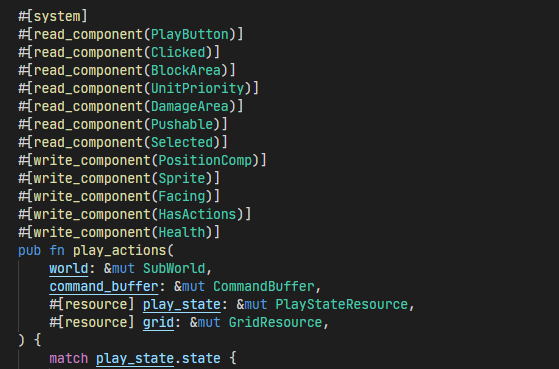 #[system]
#[read_component(PlayButton)]
#[read_component(Clicked)]
#[read_component(BlockArea)]
#[read_component(UnitPriority)]
#[read_component(DamageArea)]
#[read_component(Pushable)]
#[read_component(Selected)]
#[write_component(PositionComp)]
#[write_component(Sprite)]
#[write_component(Facing)]
#[write_component(HasActions)]
#[write_component(Health)]
pub fn play_actions(
    world: &mut SubWorld,
    command_buffer: &mut CommandBuffer,
    #[resource] play_state: &mut PlayStateResource,
    #[resource] grid: &mut GridResource,
) {
    match play_state.state {